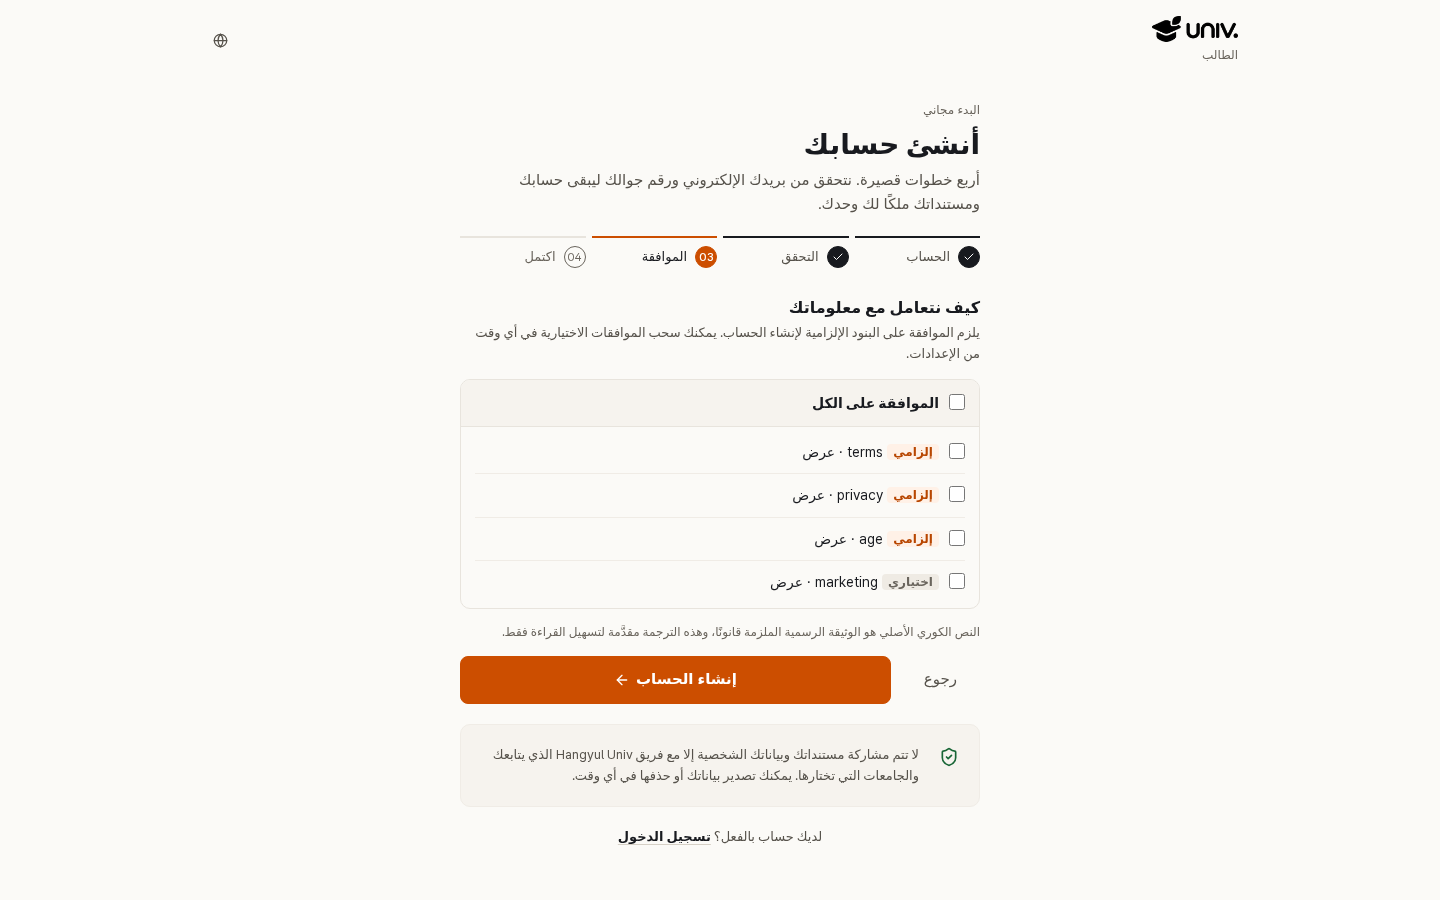 univ.
الطالب
البدء مجاني
أنشئ حسابك
أربع خطوات قصيرة. نتحقق من بريدك الإلكتروني ورقم جوالك ليبقى حسابك
ومستنداتك ملكًا لك وحدك.
الحساب
التحقق
03 الموافقة
04 اكتمل
كيف نتعامل مع معلوماتك
يلزم الموافقة على البنود الإلزامية لإنشاء الحساب. يمكنك سحب الموافقات الاختيارية في أي وقت
من الإعدادات.
الموافقة على الكل
إلزامي terms · عرض
إلزامي privacy · عرض
إلزامي age · عرض
اختياري marketing · عرض
النص الكوري الأصلي هو الوثيقة الرسمية الملزمة قانونًا، وهذه الترجمة مقدَّمة لتسهيل القراءة فقط.
رجوع
إنشاء الحساب ←
لا تتم مشاركة مستنداتك وبياناتك الشخصية إلا مع فريق Hangyul Univ الذي يتابعك
والجامعات التي تختارها. يمكنك تصدير بياناتك أو حذفها في أي وقت.
لديك حساب بالفعل؟ تسجيل الدخول